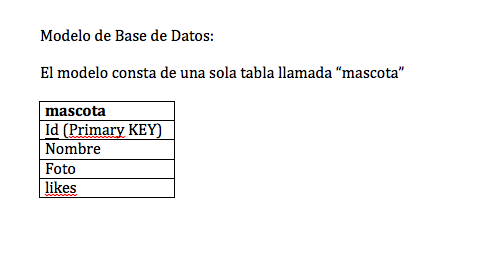 Modelo de Base de Datos:
El modelo consta de una sola tabla llamada “mascota”
mascota
Id (Primary KEY)
Nombre
Foto
likes